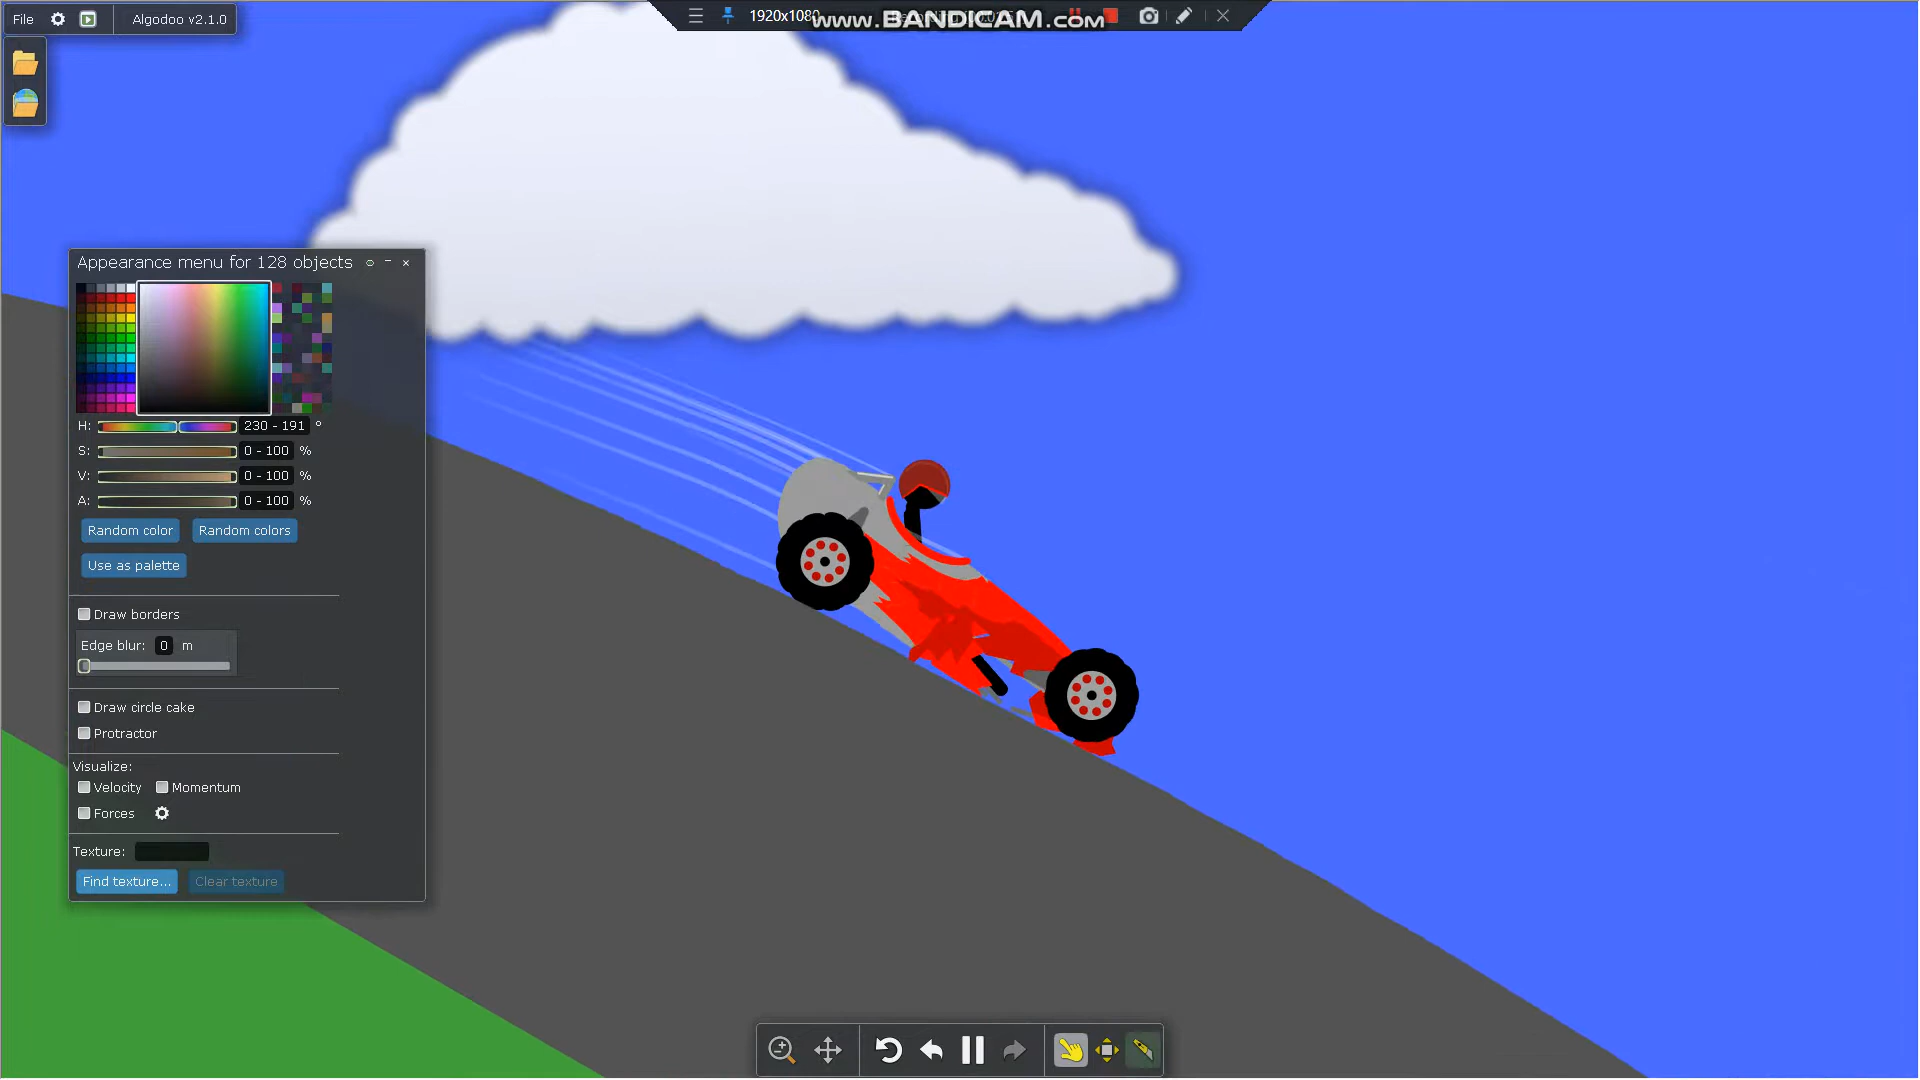 File
Algodoo v2.1.0
1920x1080
www.BANDICAM.com
Appearance menu for 128 objects
H: 230 - 191 °
S: 0 - 100 %
V: 0 - 100 %
A: 0 - 100 %
Random color Random colors
Use as palette
Draw borders
Edge blur: 0 m
Draw circle cake
Protractor
Visualize:
Velocity Momentum
Forces
Texture:
Find texture... Clear texture